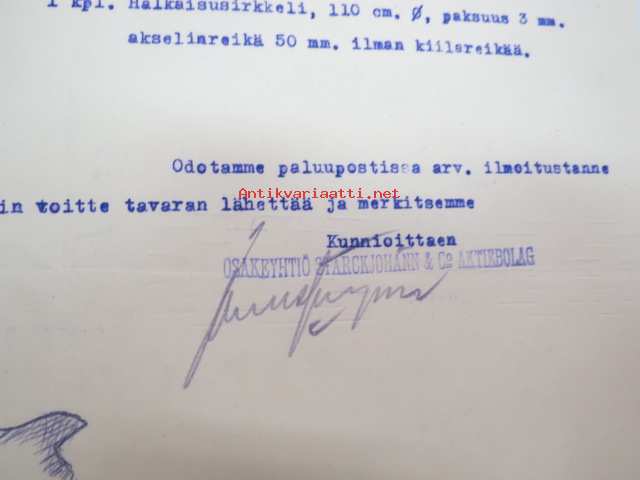 1 kpl. Halkaisusirkkeli, 110 cm. Ø, paksuus 3 mm.
akselinreikä 50 mm. ilman kiilareikää.
Odotamme paluupostissa arv. ilmoitustanne
in voitte tavaran lähettää ja merkitsemme
Antikvariaatti.net
Kunnioittaen
OSAKEYHTIÖ STARCKJOHANN & Co AKTIEBOLAG